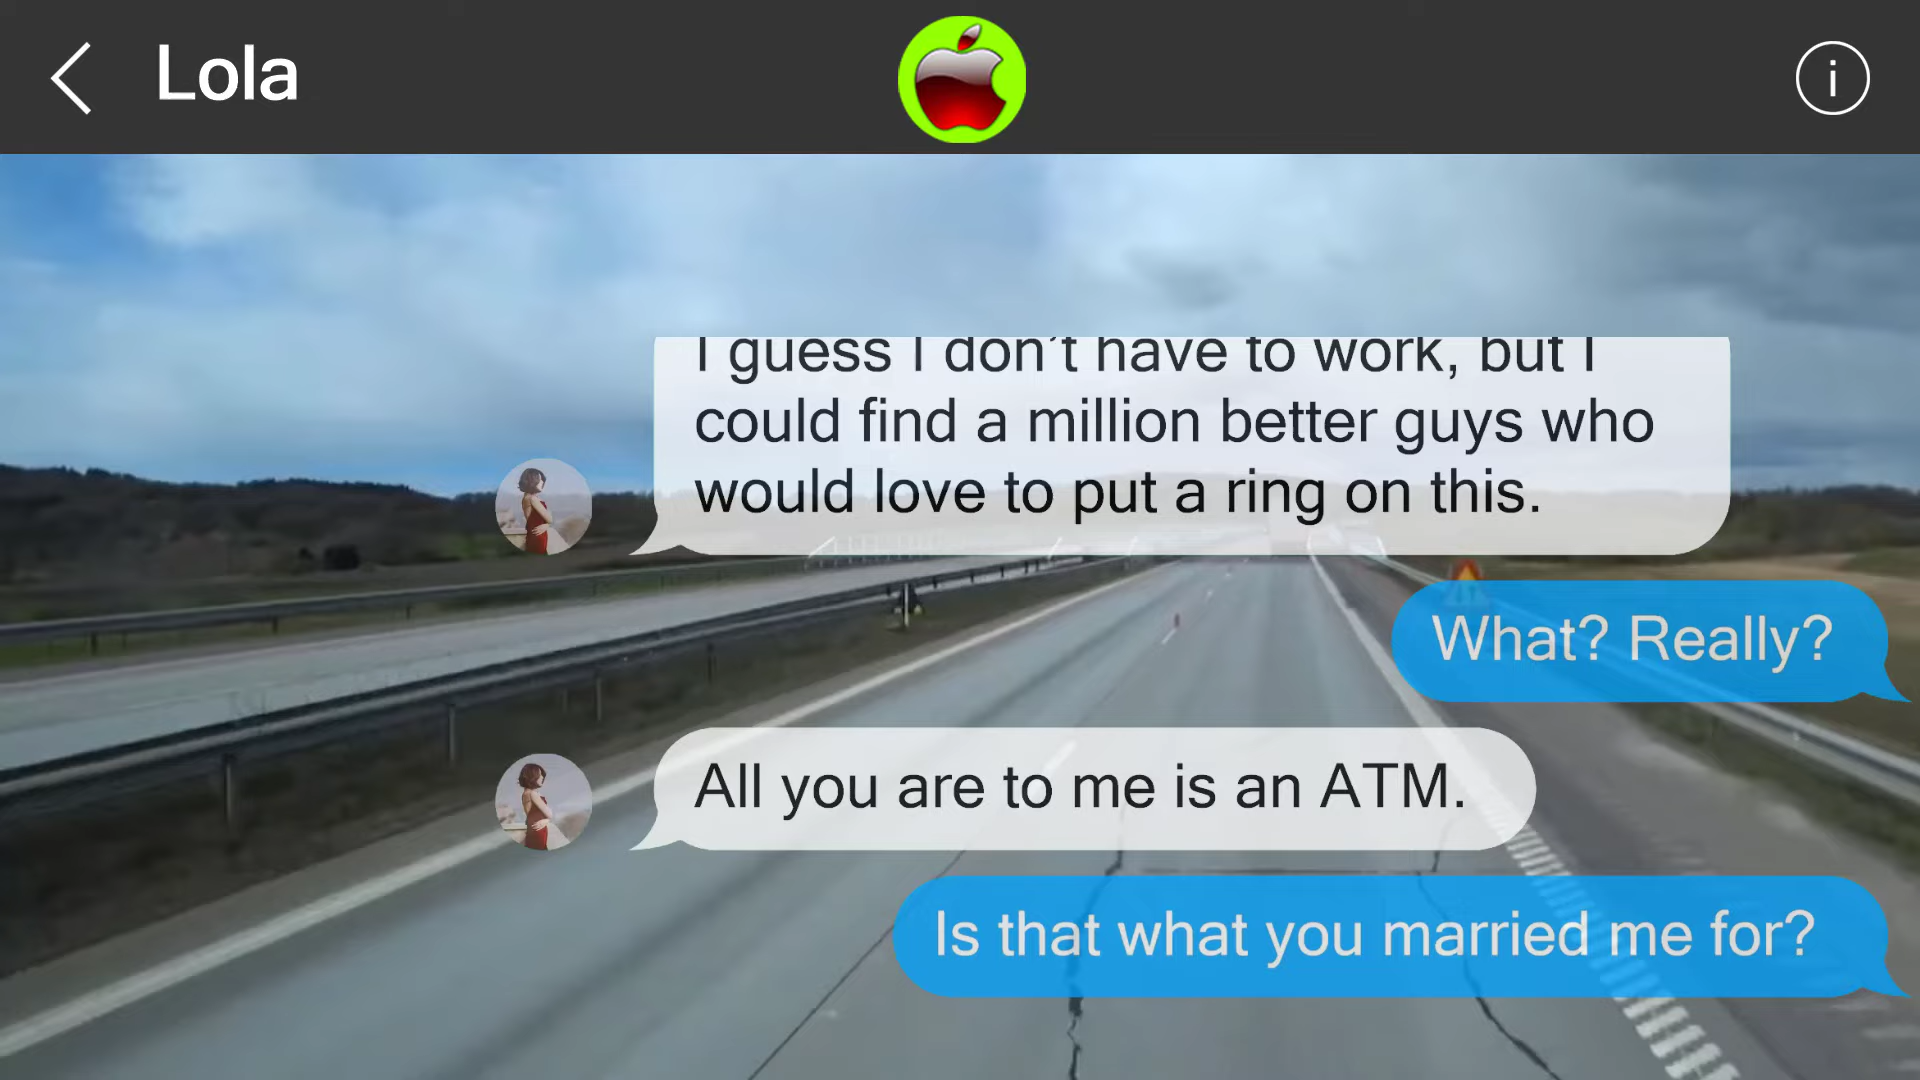 Lola
i
I guess I don't have to work, but I
could find a million better guys who
would love to put a ring on this.
What? Really?
All you are to me is an ATM.
Is that what you married me for?